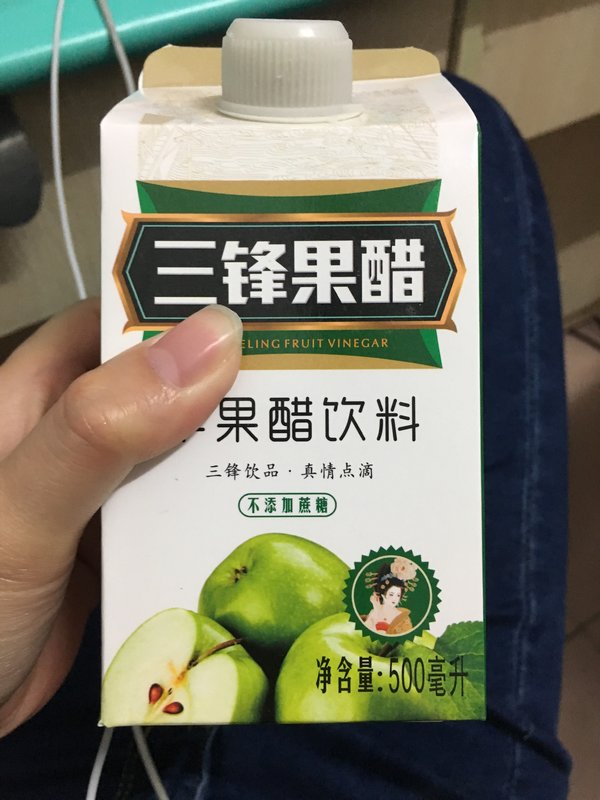 三锋果醋
ELING FRUIT VINEGAR
果醋饮料
三锋饮品·真情点滴
不添加蔗糖
净含量:500毫升